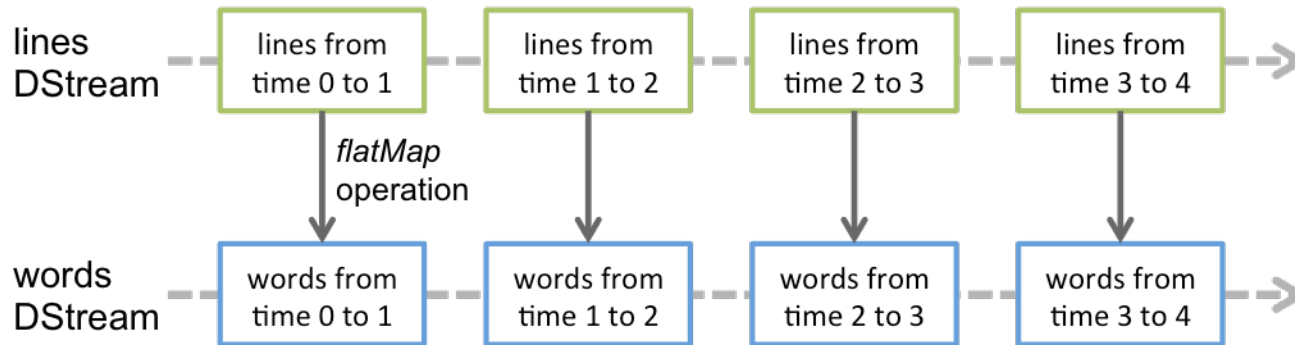 lines
DStream
lines from
time 0 to 1
lines from
time 1 to 2
lines from
time 2 to 3
lines from
time 3 to 4
flatMap
operation
words
DStream
words from
time 0 to 1
words from
time 1 to 2
words from
time 2 to 3
words from
time 3 to 4